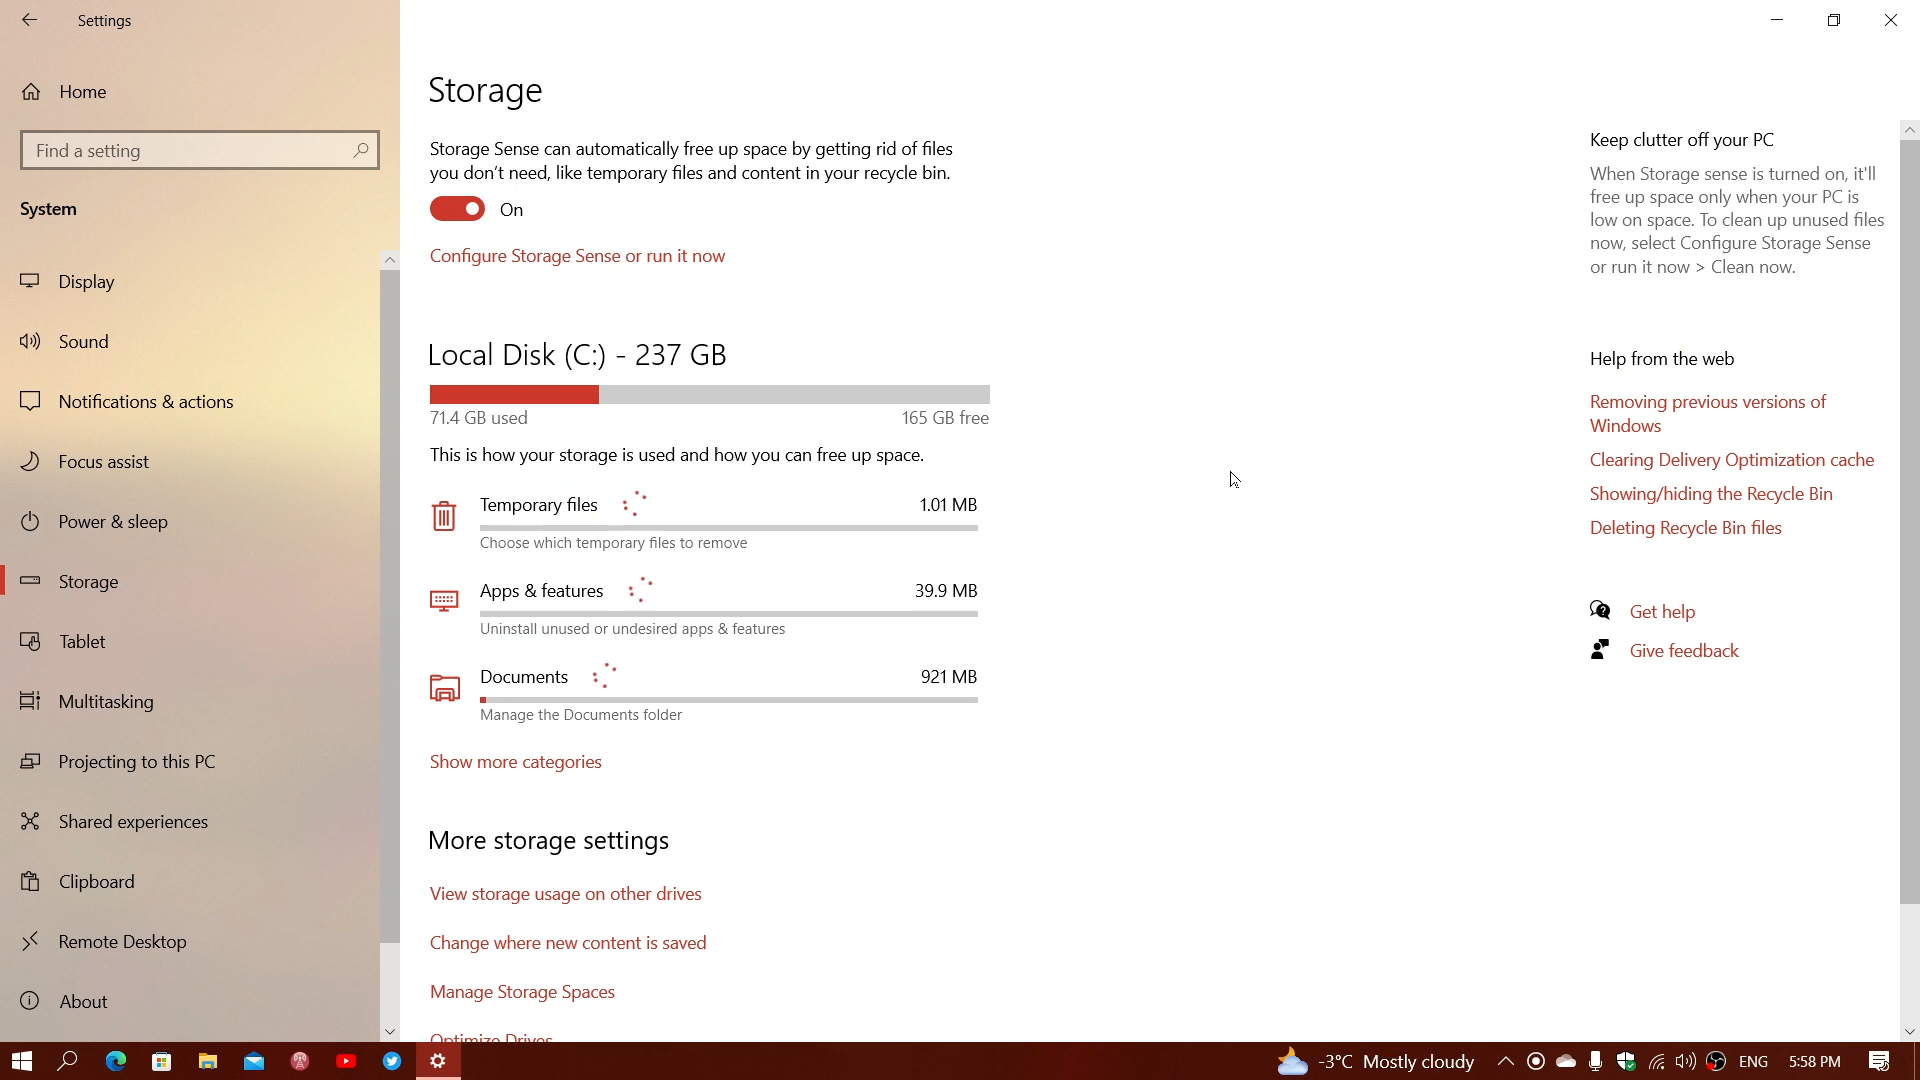 Settings
Home
Find a setting
System
Display
Sound
Notifications & actions
Focus assist
Power & sleep
Storage
Tablet
Multitasking
Projecting to this PC
Shared experiences
Clipboard
Remote Desktop
About
Storage
Storage Sense can automatically free up space by getting rid of files
you don't need, like temporary files and content in your recycle bin.
On
Configure Storage Sense or run it now
Local Disk (C:) - 237 GB
71.4 GB used
165 GB free
This is how your storage is used and how you can free up space.
Temporary files
1.01 MB
Choose which temporary files to remove
Apps & features
39.9 MB
Uninstall unused or undesired apps & features
Documents
921 MB
Manage the Documents folder
Show more categories
More storage settings
View storage usage on other drives
Change where new content is saved
Manage Storage Spaces
Optimize Drives
Keep clutter off your PC
When Storage sense is turned on, it'll
free up space only when your PC is
low on space. To clean up unused files
now, select Configure Storage Sense
or run it now > Clean now.
Help from the web
Removing previous versions of
Windows
Clearing Delivery Optimization cache
Showing/hiding the Recycle Bin
Deleting Recycle Bin files
Get help
Give feedback
-3°C Mostly cloudy
ENG
5:58 PM